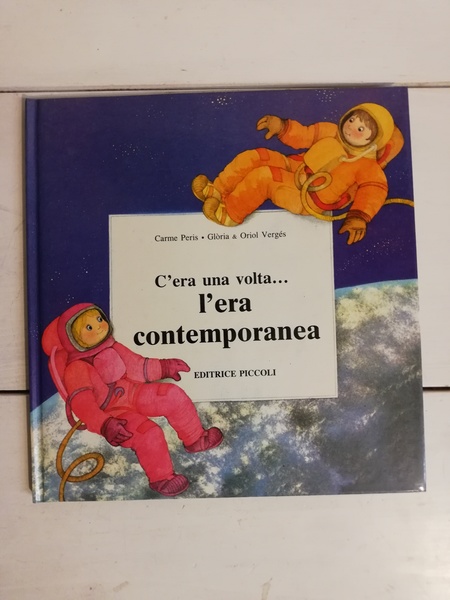 Carme Peris • Glòria & Oriol Vergés
C'era una volta...
l'era
contemporanea
EDITRICE PICCOLI